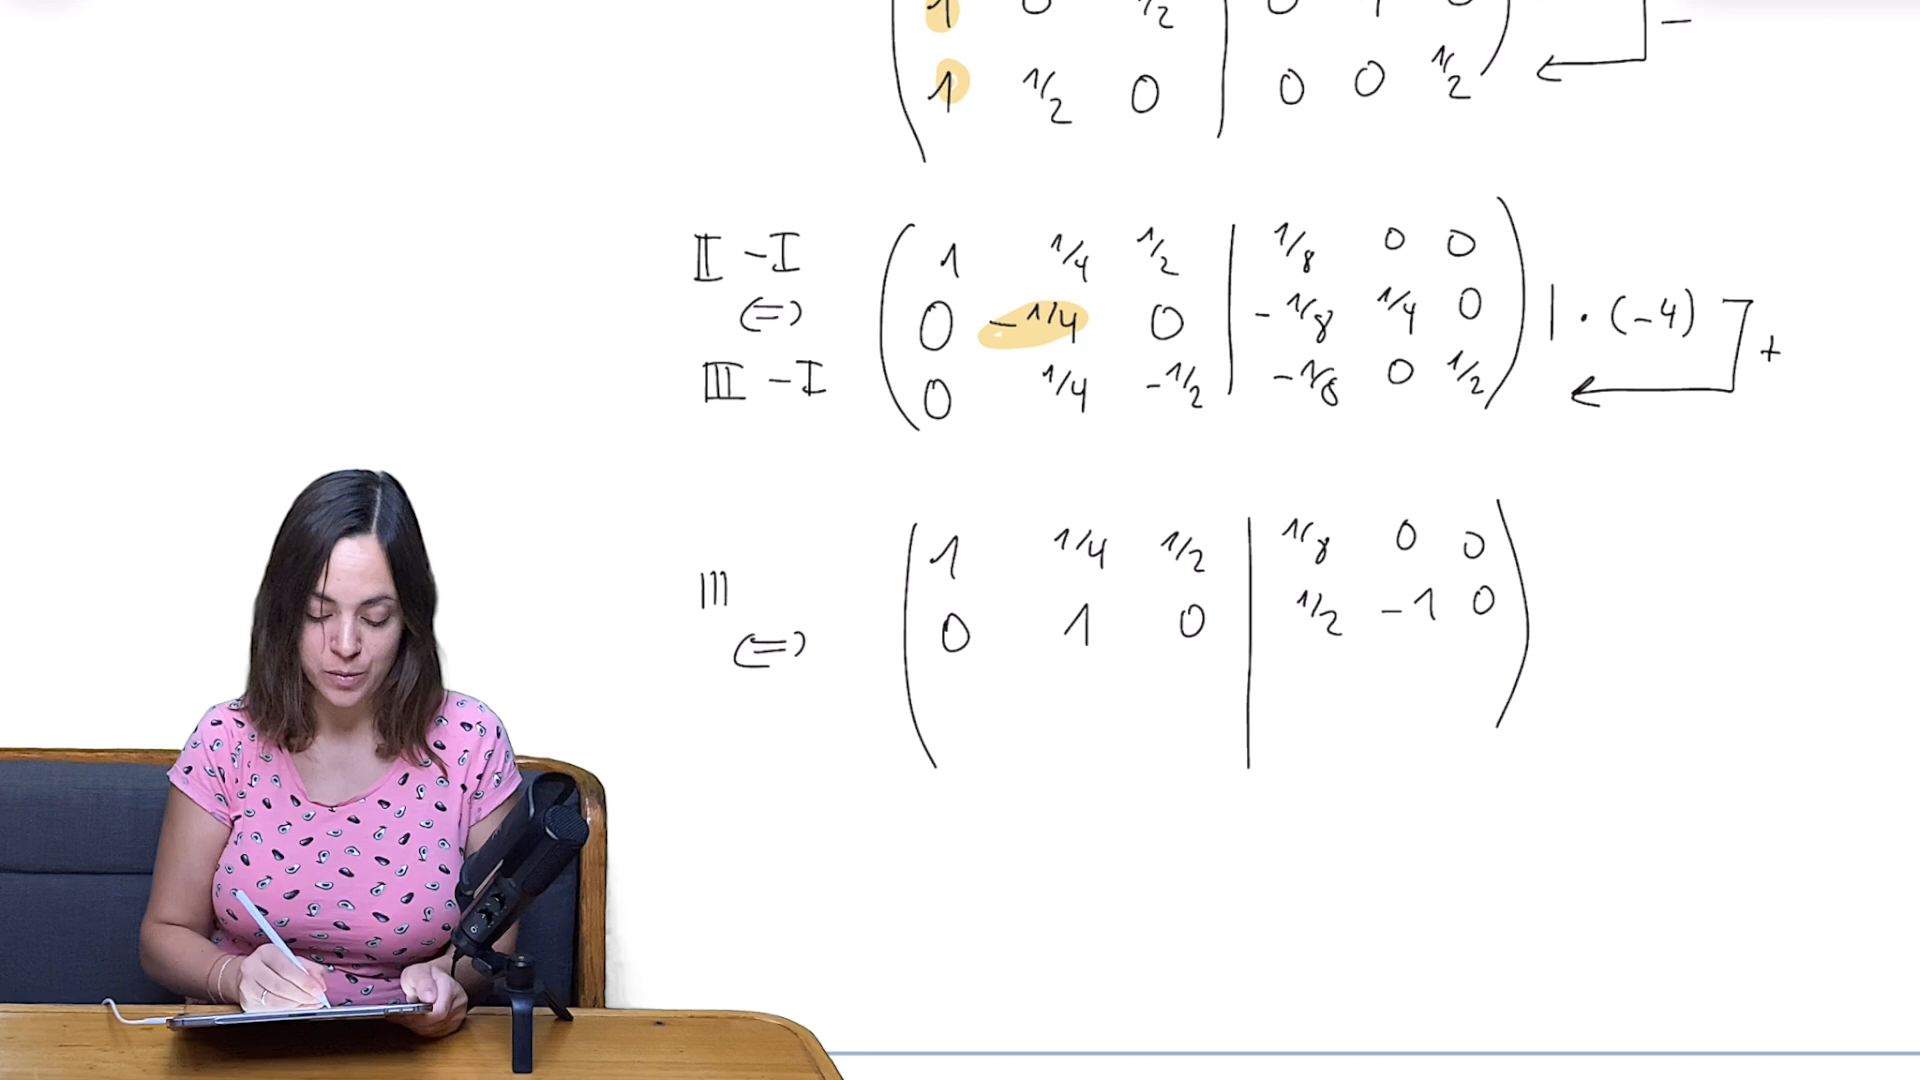 1 0 1/2 | 0 1 0
1 1/2 0 | 0 0 1/2 ) ← −
II − I ( 1 1/4 1/2 | 1/8 0 0 )
⇔ 0 −1/4 0 | −1/8 1/4 0 | · (−4) +
III − I 0 1/4 −1/2 | −1/8 0 1/2 ←
III ( 1 1/4 1/2 | 1/8 0 0 )
⇔ 0 1 0 | 1/2 −1 0